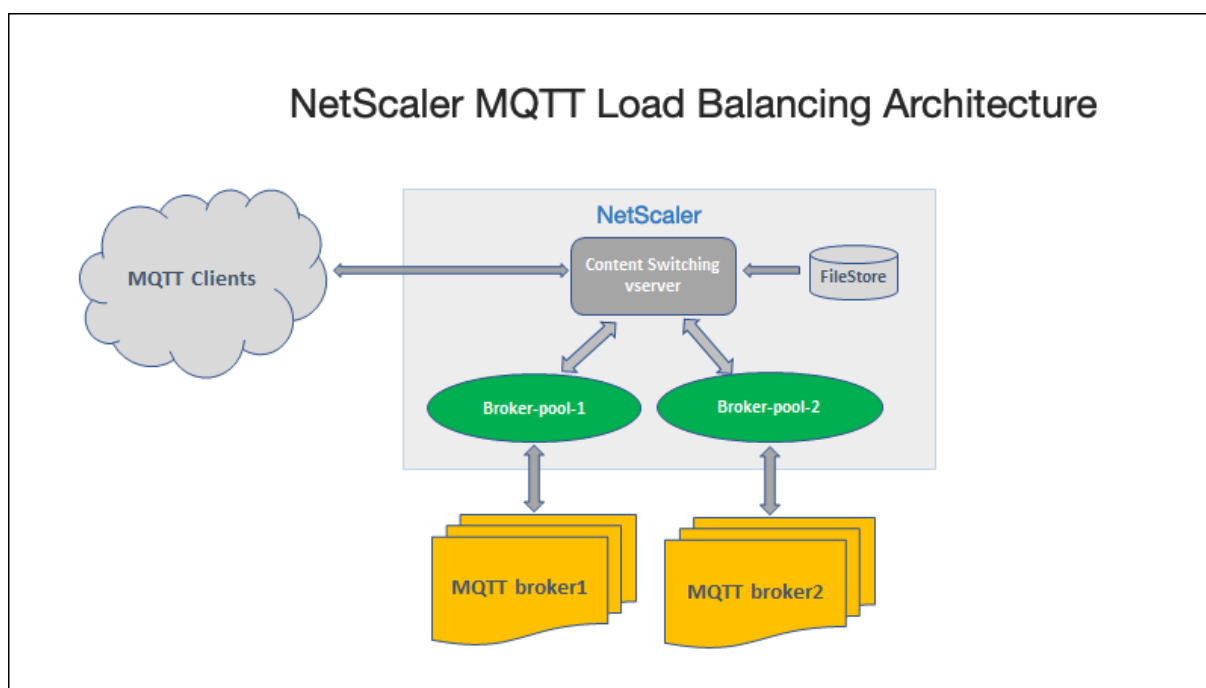 NetScaler MQTT Load Balancing Architecture
NetScaler
MQTT Clients
Content Switching
vserver
FileStore
Broker-pool-1
Broker-pool-2
MQTT broker1
MQTT broker2